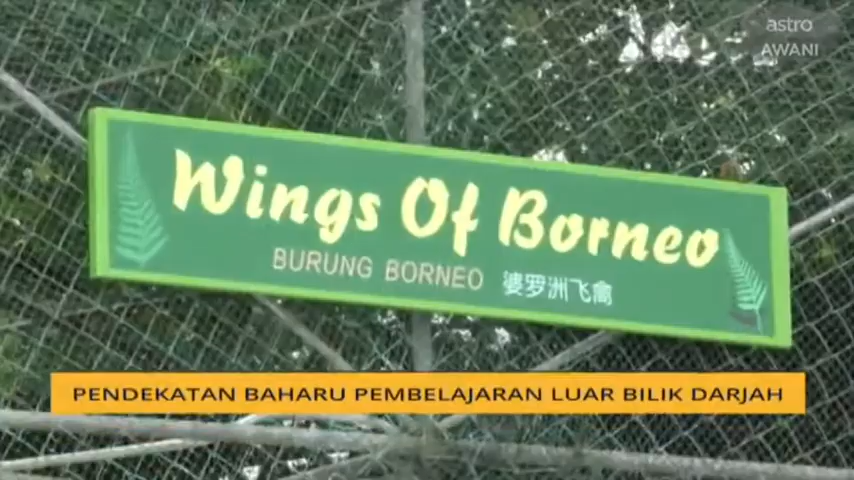 astro
AWANI
Wings Of Borneo
BURUNG BORNEO 婆罗洲飞禽
PENDEKATAN BAHARU PEMBELAJARAN LUAR BILIK DARJAH